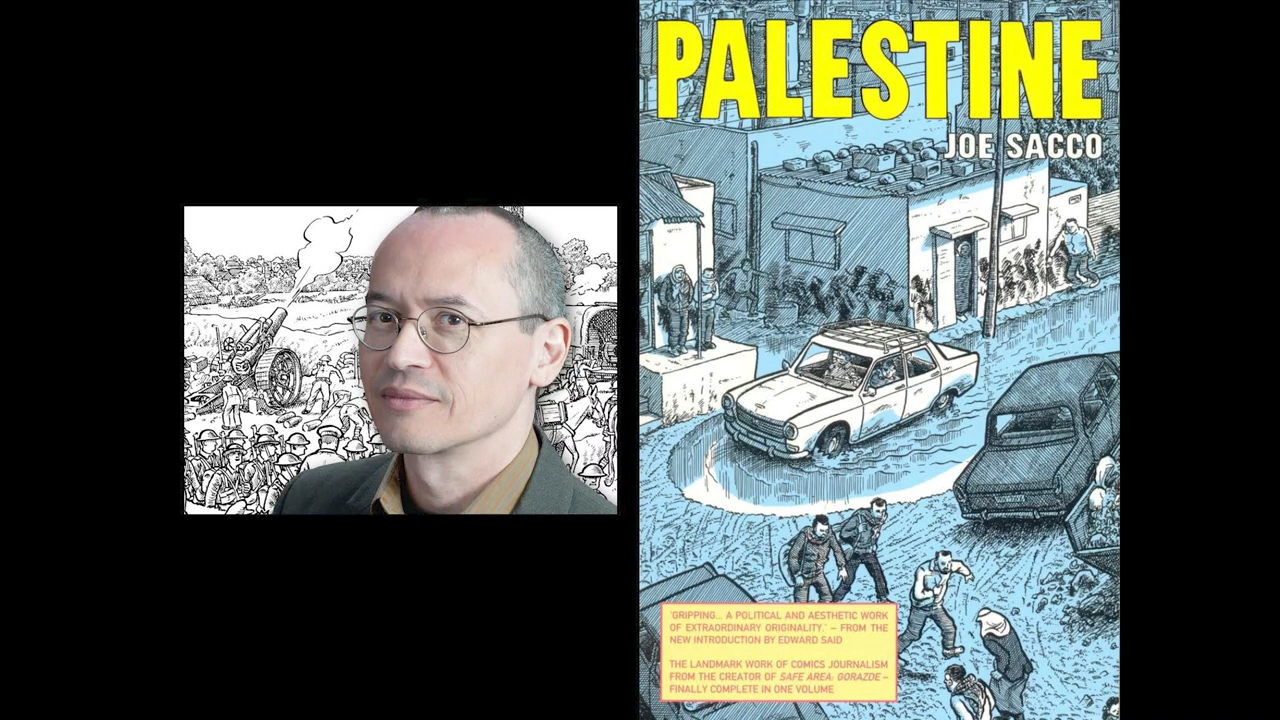 PALESTINE
JOE SACCO
'GRIPPING... A POLITICAL AND AESTHETIC WORK
OF EXTRAORDINARY ORIGINALITY.' – FROM THE
NEW INTRODUCTION BY EDWARD SAID
THE LANDMARK WORK OF COMICS JOURNALISM
FROM THE CREATOR OF SAFE AREA: GORAZDE –
FINALLY COMPLETE IN ONE VOLUME